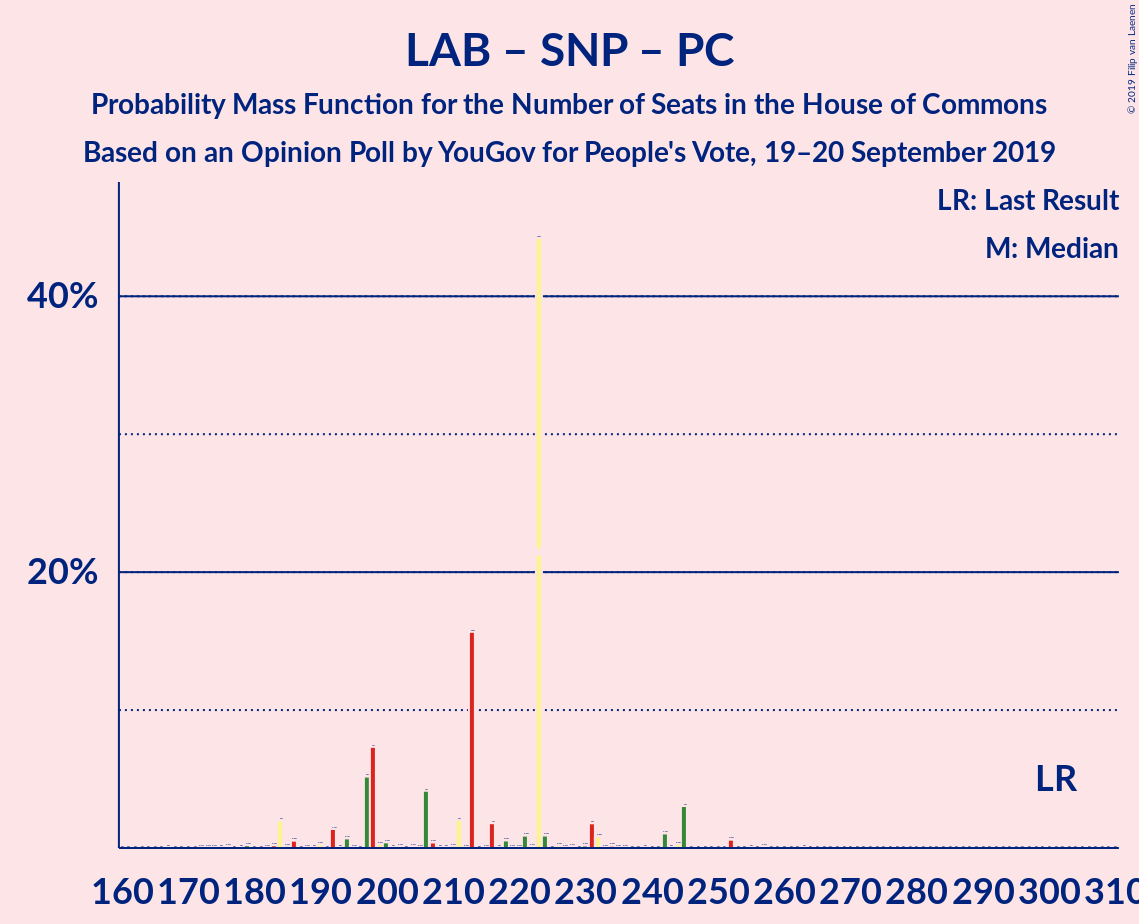 LAB – SNP – PC
Probability Mass Function for the Number of Seats in the House of Commons
Based on an Opinion Poll by YouGov for People's Vote, 19–20 September 2019
© 2019 Filip van Laenen
LR: Last Result
M: Median
40%
20%
LR
160 170 180 190 200 210 220 230 240 250 260 270 280 290 300 310